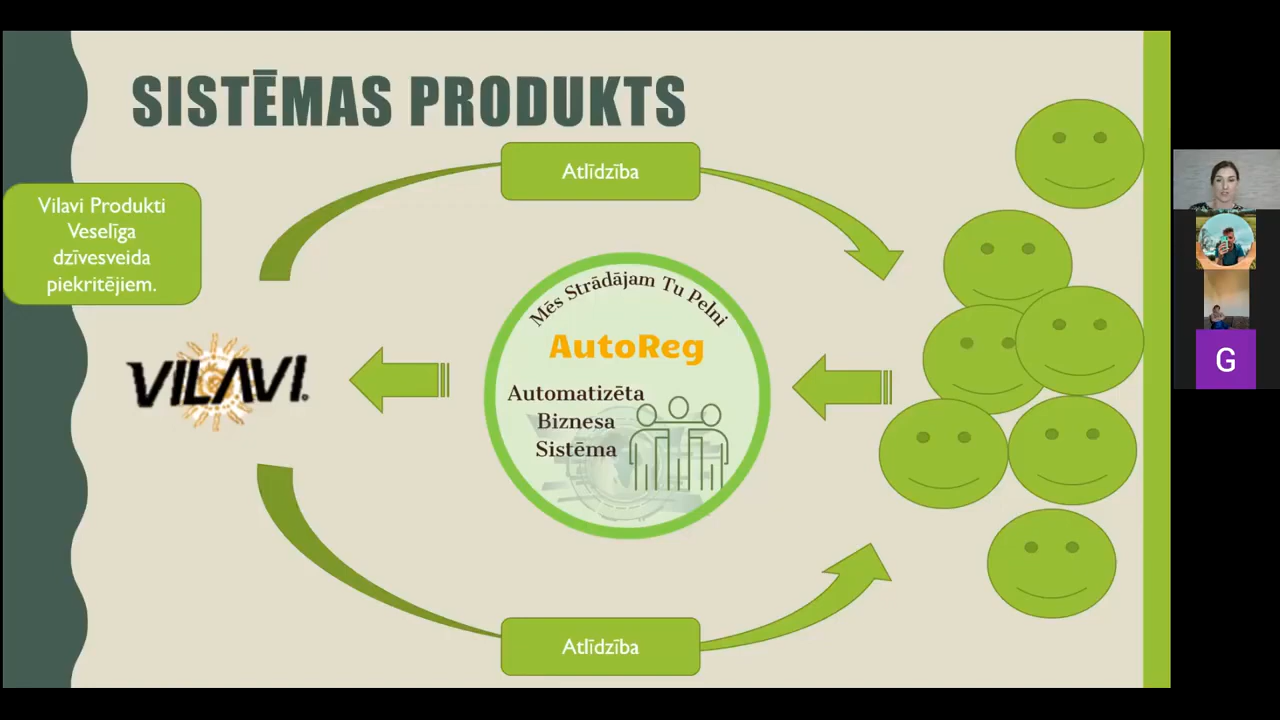 SISTĒMAS PRODUKTS
Atlīdzība
Vilavi Produkti
Veselīga
dzīvesveida
piekritējiem.
Mēs Strādājam Tu Pelni
AutoReg
Automatizēta
Biznesa
Sistēma
VILAVI®
G
Atlīdzība